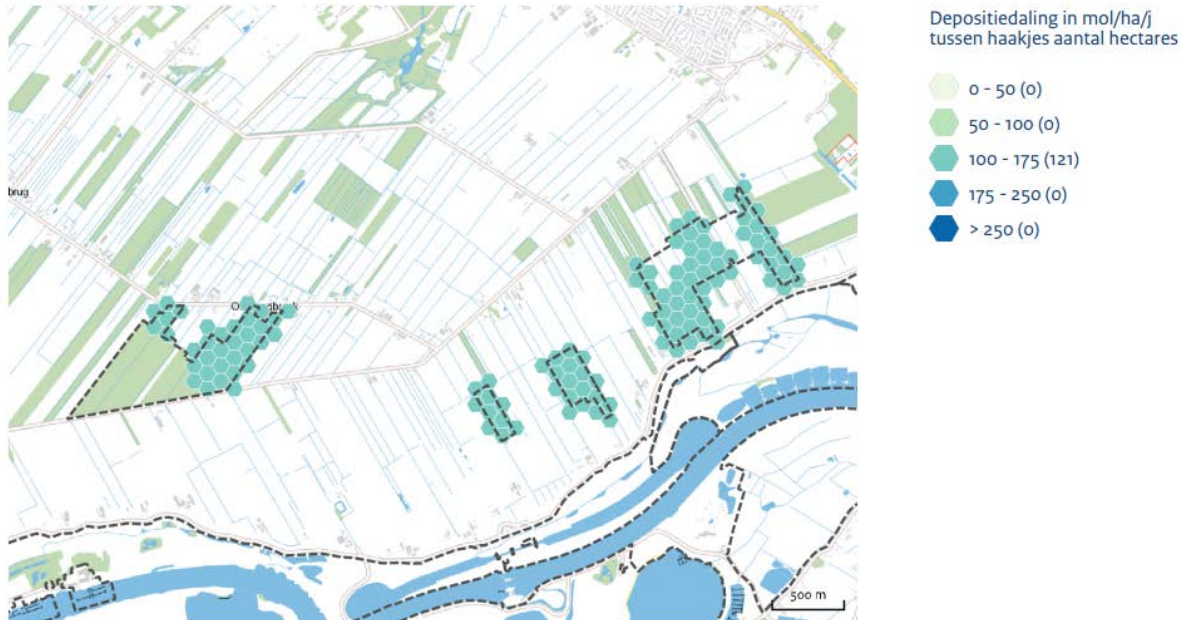 Depositiedaling in mol/ha/j
tussen haakjes aantal hectares
0 - 50 (0)
50 - 100 (0)
100 - 175 (121)
175 - 250 (0)
> 250 (0)
brug
500 m